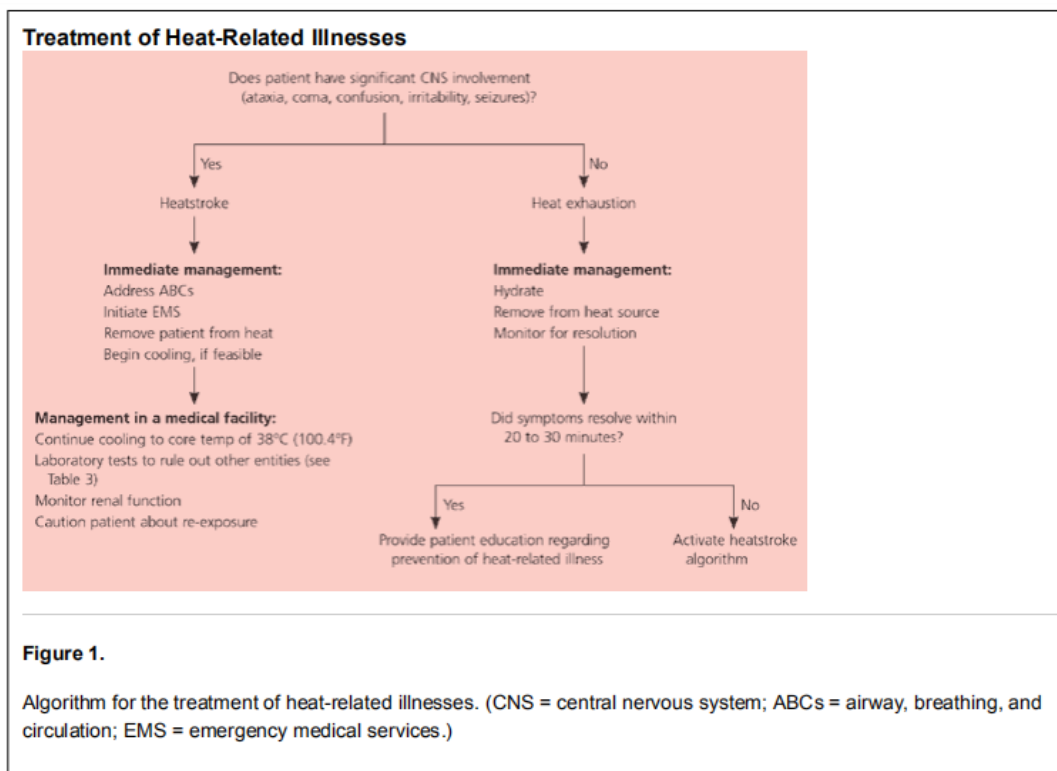 Treatment of Heat-Related Illnesses
Does patient have significant CNS involvement
(ataxia, coma, confusion, irritability, seizures)?
Yes
No
Heatstroke
Heat exhaustion
Immediate management:
Address ABCs
Initiate EMS
Remove patient from heat
Begin cooling, if feasible
Immediate management:
Hydrate
Remove from heat source
Monitor for resolution
Management in a medical facility:
Continue cooling to core temp of 38°C (100.4°F)
Laboratory tests to rule out other entities (see
Table 3)
Monitor renal function
Caution patient about re-exposure
Did symptoms resolve within
20 to 30 minutes?
Yes
No
Provide patient education regarding
prevention of heat-related illness
Activate heatstroke
algorithm
Figure 1.
Algorithm for the treatment of heat-related illnesses. (CNS = central nervous system; ABCs = airway, breathing, and
circulation; EMS = emergency medical services.)